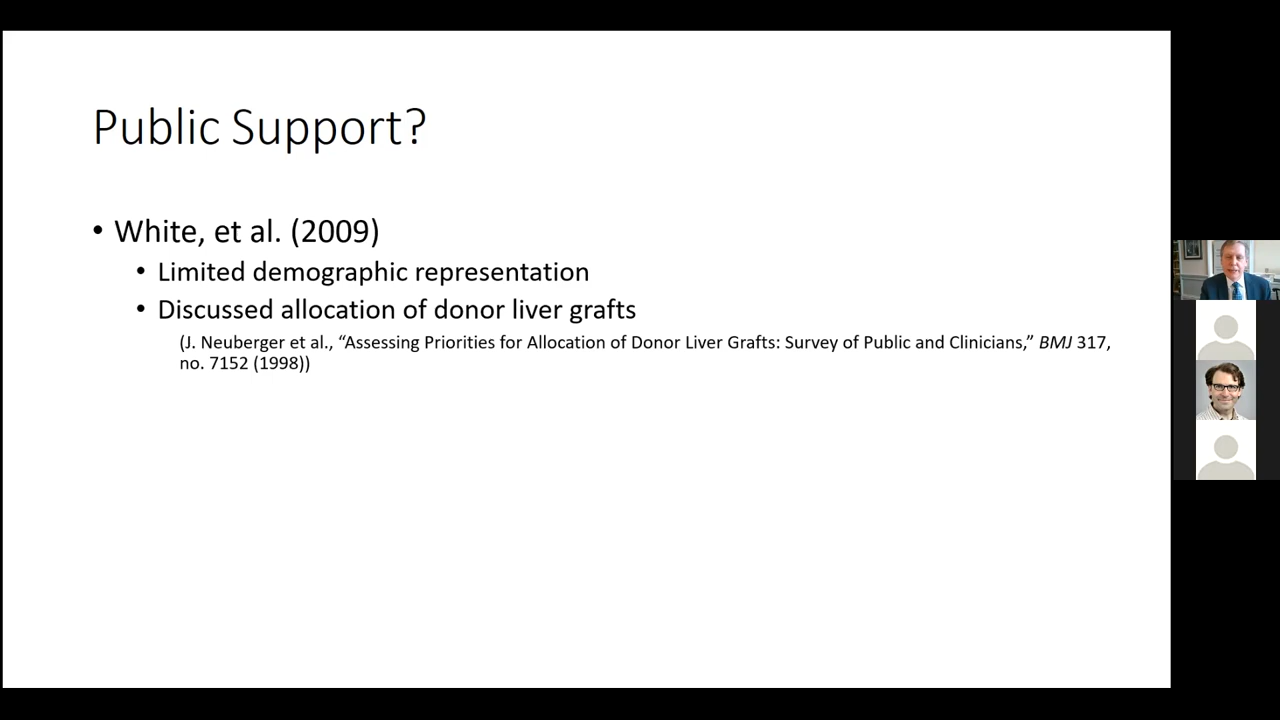 Public Support?
• White, et al. (2009)
• Limited demographic representation
• Discussed allocation of donor liver grafts
(J. Neuberger et al., “Assessing Priorities for Allocation of Donor Liver Grafts: Survey of Public and Clinicians,” BMJ 317,
no. 7152 (1998))